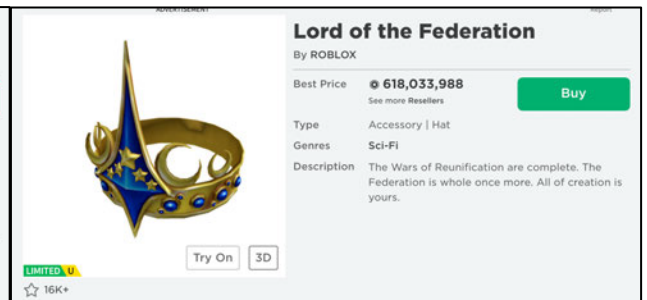 ADVERTISEMENT
Report
Lord of the Federation
By ROBLOX
Best Price 618,033,988
See more Resellers
Buy
Type Accessory | Hat
Genres Sci-Fi
Description The Wars of Reunification are complete. The
Federation is whole once more. All of creation is
yours.
Try On 3D
LIMITED U
16K+